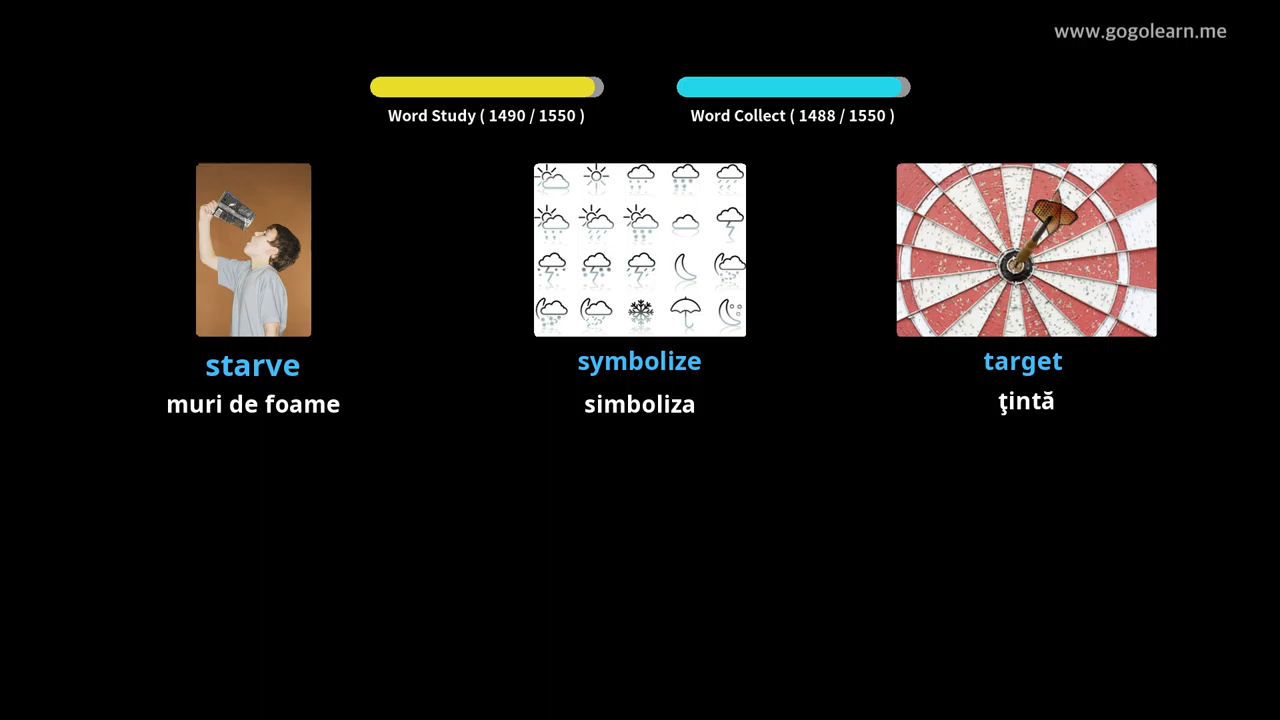 www.gogolearn.me
Word Study ( 1490 / 1550 )
Word Collect ( 1488 / 1550 )
starve
symbolize
target
muri de foame
simboliza
ţintă